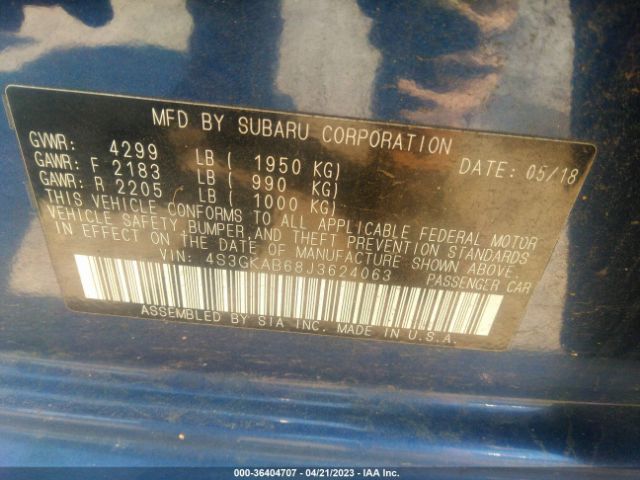 MFD BY SUBARU CORPORATION
GVWR: 4299 LB ( 1950 KG) DATE: 05/18
GAWR: F 2183 LB ( 990 KG)
GAWR: R 2205 LB ( 1000 KG)
THIS VEHICLE CONFORMS TO ALL APPLICABLE FEDERAL MOTOR
VEHICLE SAFETY, BUMPER, AND THEFT PREVENTION STANDARDS
IN EFFECT ON THE DATE OF MANUFACTURE SHOWN ABOVE.
VIN: 4S3GKAB68J3624063 PASSENGER CAR
ASSEMBLED BY SIA INC. MADE IN U.S.A.
000-36404707 - 04/21/2023 - IAA Inc.